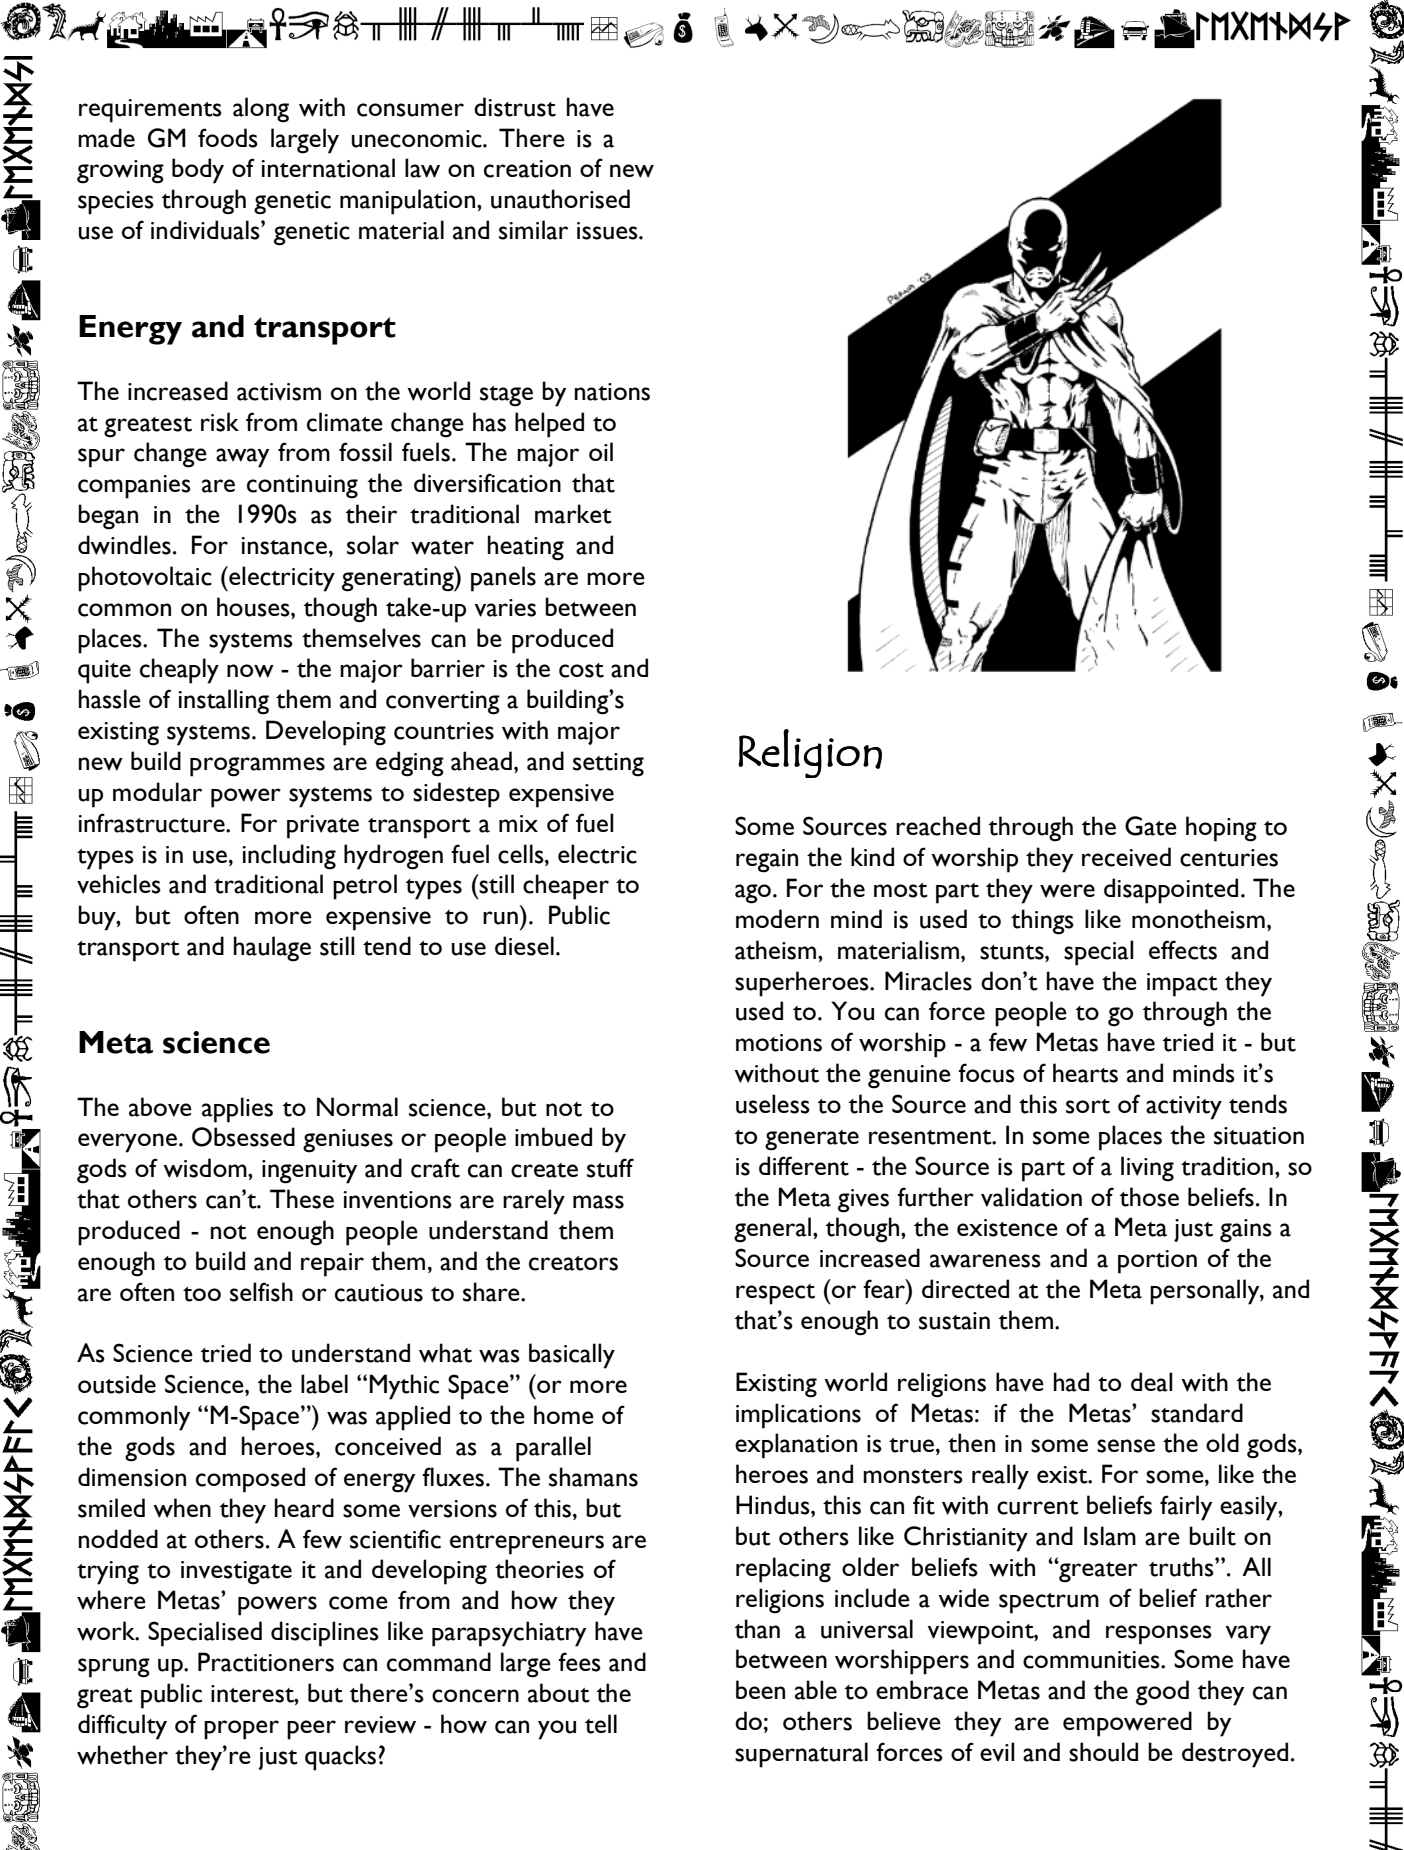 requirements along with consumer distrust have
made GM foods largely uneconomic. There is a
growing body of international law on creation of new
species through genetic manipulation, unauthorised
use of individuals’ genetic material and similar issues.
Energy and transport
The increased activism on the world stage by nations
at greatest risk from climate change has helped to
spur change away from fossil fuels. The major oil
companies are continuing the diversification that
began in the 1990s as their traditional market
dwindles. For instance, solar water heating and
photovoltaic (electricity generating) panels are more
common on houses, though take-up varies between
places. The systems themselves can be produced
quite cheaply now - the major barrier is the cost and
hassle of installing them and converting a building’s
existing systems. Developing countries with major
new build programmes are edging ahead, and setting
up modular power systems to sidestep expensive
infrastructure. For private transport a mix of fuel
types is in use, including hydrogen fuel cells, electric
vehicles and traditional petrol types (still cheaper to
buy, but often more expensive to run). Public
transport and haulage still tend to use diesel.
Meta science
The above applies to Normal science, but not to
everyone. Obsessed geniuses or people imbued by
gods of wisdom, ingenuity and craft can create stuff
that others can’t. These inventions are rarely mass
produced - not enough people understand them
enough to build and repair them, and the creators
are often too selfish or cautious to share.
As Science tried to understand what was basically
outside Science, the label “Mythic Space” (or more
commonly “M-Space”) was applied to the home of
the gods and heroes, conceived as a parallel
dimension composed of energy fluxes. The shamans
smiled when they heard some versions of this, but
nodded at others. A few scientific entrepreneurs are
trying to investigate it and developing theories of
where Metas’ powers come from and how they
work. Specialised disciplines like parapsychiatry have
sprung up. Practitioners can command large fees and
great public interest, but there’s concern about the
difficulty of proper peer review - how can you tell
whether they’re just quacks?
PERNA '03
Religion
Some Sources reached through the Gate hoping to
regain the kind of worship they received centuries
ago. For the most part they were disappointed. The
modern mind is used to things like monotheism,
atheism, materialism, stunts, special effects and
superheroes. Miracles don’t have the impact they
used to. You can force people to go through the
motions of worship - a few Metas have tried it - but
without the genuine focus of hearts and minds it’s
useless to the Source and this sort of activity tends
to generate resentment. In some places the situation
is different - the Source is part of a living tradition, so
the Meta gives further validation of those beliefs. In
general, though, the existence of a Meta just gains a
Source increased awareness and a portion of the
respect (or fear) directed at the Meta personally, and
that’s enough to sustain them.
Existing world religions have had to deal with the
implications of Metas: if the Metas’ standard
explanation is true, then in some sense the old gods,
heroes and monsters really exist. For some, like the
Hindus, this can fit with current beliefs fairly easily,
but others like Christianity and Islam are built on
replacing older beliefs with “greater truths”. All
religions include a wide spectrum of belief rather
than a universal viewpoint, and responses vary
between worshippers and communities. Some have
been able to embrace Metas and the good they can
do; others believe they are empowered by
supernatural forces of evil and should be destroyed.